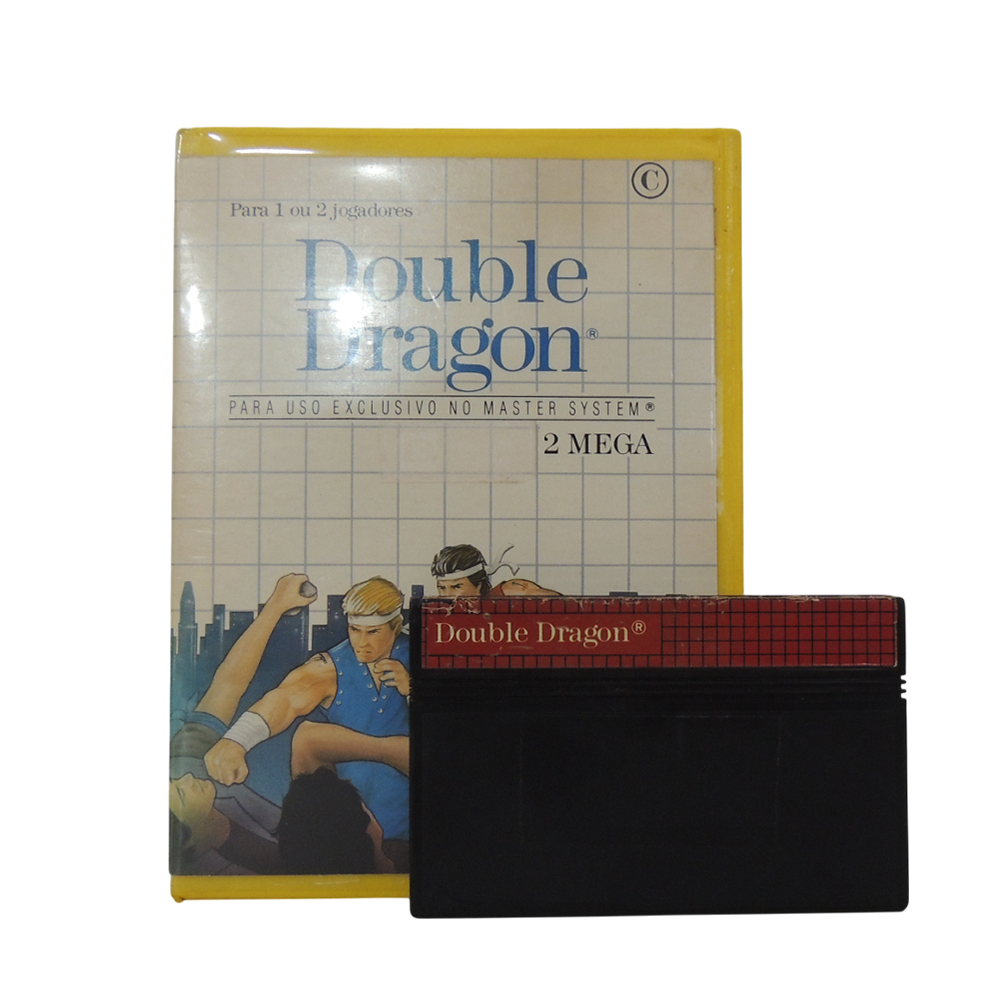 Ⓒ
Para 1 ou 2 jogadores
Double
Dragon®
PARA USO EXCLUSIVO NO MASTER SYSTEM®
2 MEGA
Double Dragon®